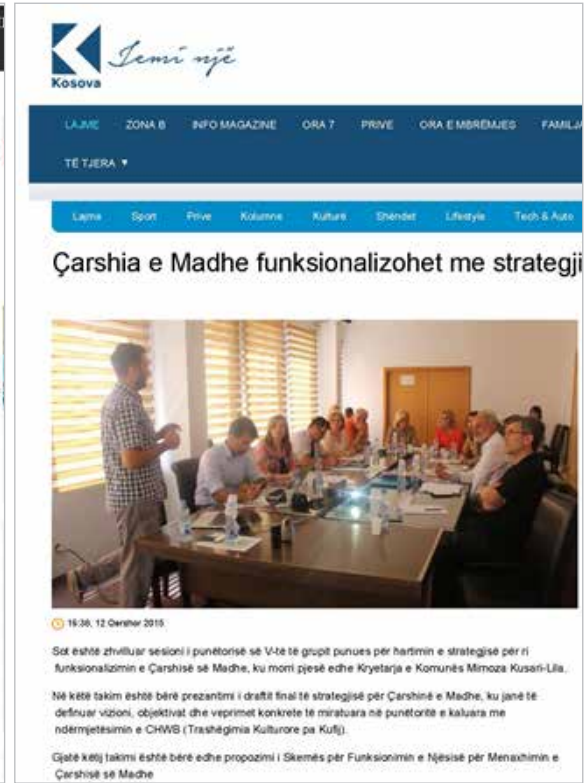 Kosova
Jemi një
LAJME ZONA B INFO MAGAZINE ORA 7 PRIVE ORA E MBRËMJES FAMILJA
TË TJERA ▼
Lajme Sport Prive Kolumne Kulturë Shëndet Lifestyle Tech & Auto
Çarshia e Madhe funksionalizohet me strategji
16:36, 12 Qershor 2015
Sot është zhvilluar sesioni i punëtorisë së V-të të grupit punues për hartimin e strategjisë për ri
funksionalizimin e Çarshisë së Madhe, ku morri pjesë edhe Kryetarja e Komunës Mimoza Kusari-Lila.
Në këtë takim është bërë prezantimi i draftit final të strategjisë për Çarshinë e Madhe, ku janë të
definuar vizioni, objektivat dhe veprimet konkrete të miratuara në punëtoritë e kaluara me
ndërmjetësimin e CHWB (Trashëgimia Kulturore pa Kufij).
Gjatë këtij takimi është bërë edhe propozimi i Skemës për Funksionimin e Njësisë për Menaxhimin e
Çarshisë së Madhe